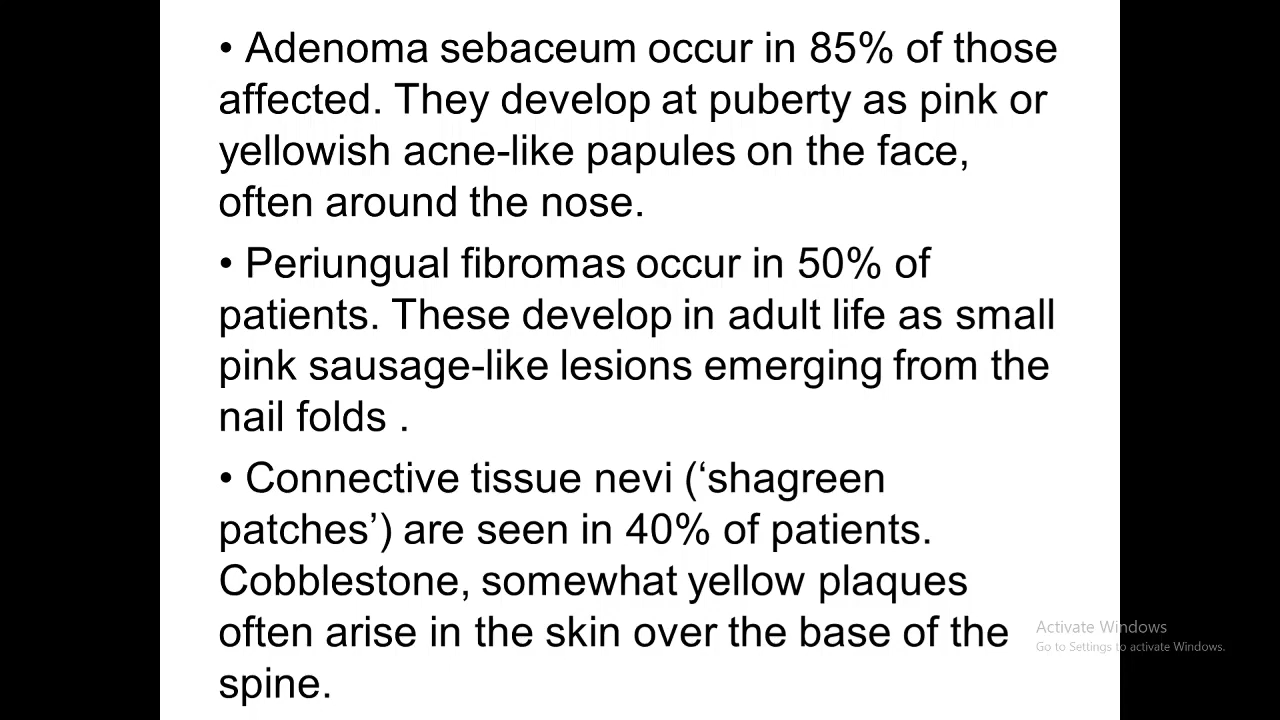 • Adenoma sebaceum occur in 85% of those
affected. They develop at puberty as pink or
yellowish acne-like papules on the face,
often around the nose.
• Periungual fibromas occur in 50% of
patients. These develop in adult life as small
pink sausage-like lesions emerging from the
nail folds .
• Connective tissue nevi (‘shagreen
patches’) are seen in 40% of patients.
Cobblestone, somewhat yellow plaques
often arise in the skin over the base of the
spine.
Activate Windows
Go to Settings to activate Windows.